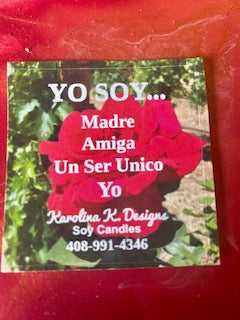 YO SOY...
Madre
Amiga
Un Ser Unico
Yo
Karolina K. Designs
Soy Candles
408-991-4346